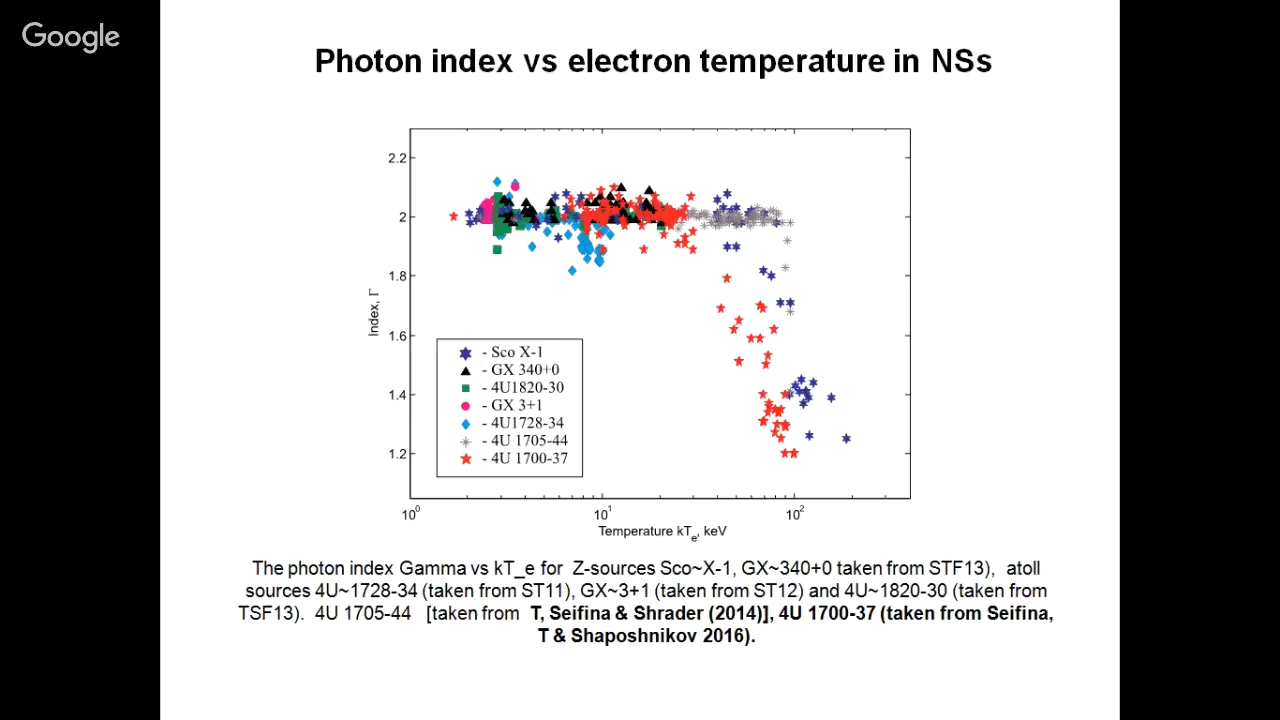 Google
Photon index vs electron temperature in NSs
2.2
2
1.8
1.6
1.4
1.2
Index, Γ
- Sco X-1
- GX 340+0
- 4U1820-30
- GX 3+1
- 4U1728-34
- 4U 1705-44
- 4U 1700-37
10⁰ 10¹ 10²
Temperature kTₑ, keV
The photon index Gamma vs kT_e for Z-sources Sco~X-1, GX~340+0 taken from STF13), atoll
sources 4U~1728-34 (taken from ST11), GX~3+1 (taken from ST12) and 4U~1820-30 (taken from
TSF13). 4U 1705-44 [taken from T, Seifina & Shrader (2014)], 4U 1700-37 (taken from Seifina,
T & Shaposhnikov 2016).